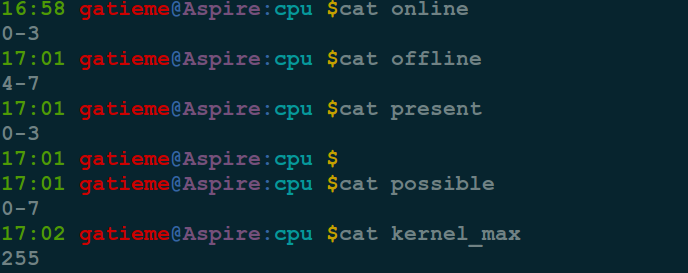 16:58 gatieme@Aspire:cpu $cat online
0-3
17:01 gatieme@Aspire:cpu $cat offline
4-7
17:01 gatieme@Aspire:cpu $cat present
0-3
17:01 gatieme@Aspire:cpu $
17:01 gatieme@Aspire:cpu $cat possible
0-7
17:02 gatieme@Aspire:cpu $cat kernel_max
255